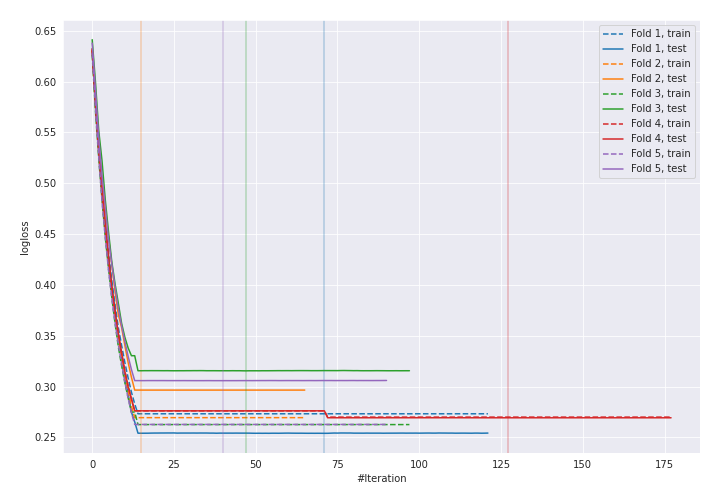 0.65
0.60
0.55
0.50
0.45
0.40
0.35
0.30
0.25
logloss
0
25
50
75
100
125
150
175
#Iteration
Fold 1, train
Fold 1, test
Fold 2, train
Fold 2, test
Fold 3, train
Fold 3, test
Fold 4, train
Fold 4, test
Fold 5, train
Fold 5, test